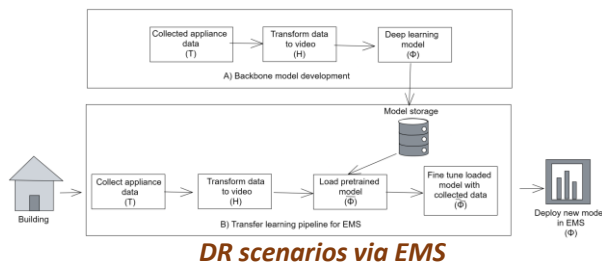 Collected appliance
data
(T)
Transform data
to video
(H)
Deep learning
model
(Φ)
A) Backbone model development
Model storage
Building
Collect appliance
data
(T)
Transform data
to video
(H)
Load pretrained
model
(Φ)
Fine tune loaded
model with
collected data
(Φ)
Deploy new mode
in EMS
(Φ)
B) Transfer learning pipeline for EMS
DR scenarios via EMS